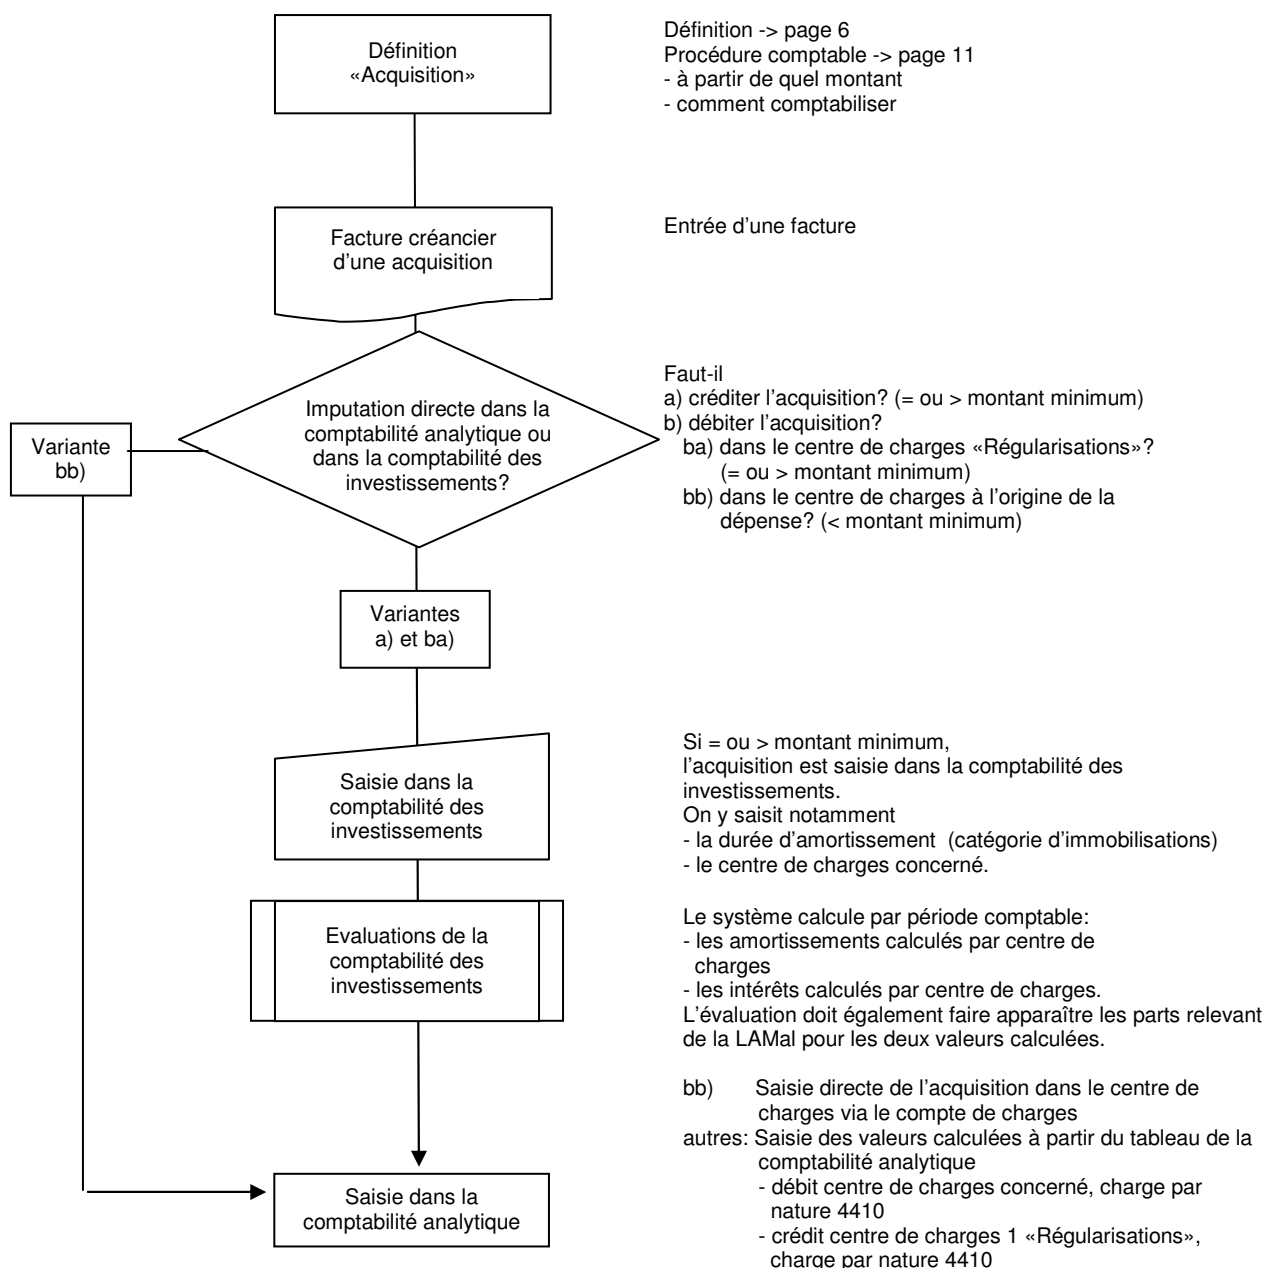 Définition
«Acquisition»
Définition -> page 6
Procédure comptable -> page 11
- à partir de quel montant
- comment comptabiliser
Facture créancier
d’une acquisition
Entrée d’une facture
Imputation directe dans la
comptabilité analytique ou
dans la comptabilité des
investissements?
Faut-il
a) créditer l’acquisition? (= ou > montant minimum)
b) débiter l’acquisition?
ba) dans le centre de charges «Régularisations»?
(= ou > montant minimum)
bb) dans le centre de charges à l’origine de la
dépense? (< montant minimum)
Variante
bb)
Variantes
a) et ba)
Saisie dans la
comptabilité des
investissements
Si = ou > montant minimum,
l’acquisition est saisie dans la comptabilité des
investissements.
On y saisit notamment
- la durée d’amortissement (catégorie d’immobilisations)
- le centre de charges concerné.
Evaluations de la
comptabilité des
investissements
Le système calcule par période comptable:
- les amortissements calculés par centre de
charges
- les intérêts calculés par centre de charges.
L’évaluation doit également faire apparaître les parts relevant
de la LAMal pour les deux valeurs calculées.
bb) Saisie directe de l’acquisition dans le centre de
charges via le compte de charges
autres: Saisie des valeurs calculées à partir du tableau de la
comptabilité analytique
- débit centre de charges concerné, charge par
nature 4410
- crédit centre de charges 1 «Régularisations»,
charge par nature 4410
Saisie dans la
comptabilité analytique